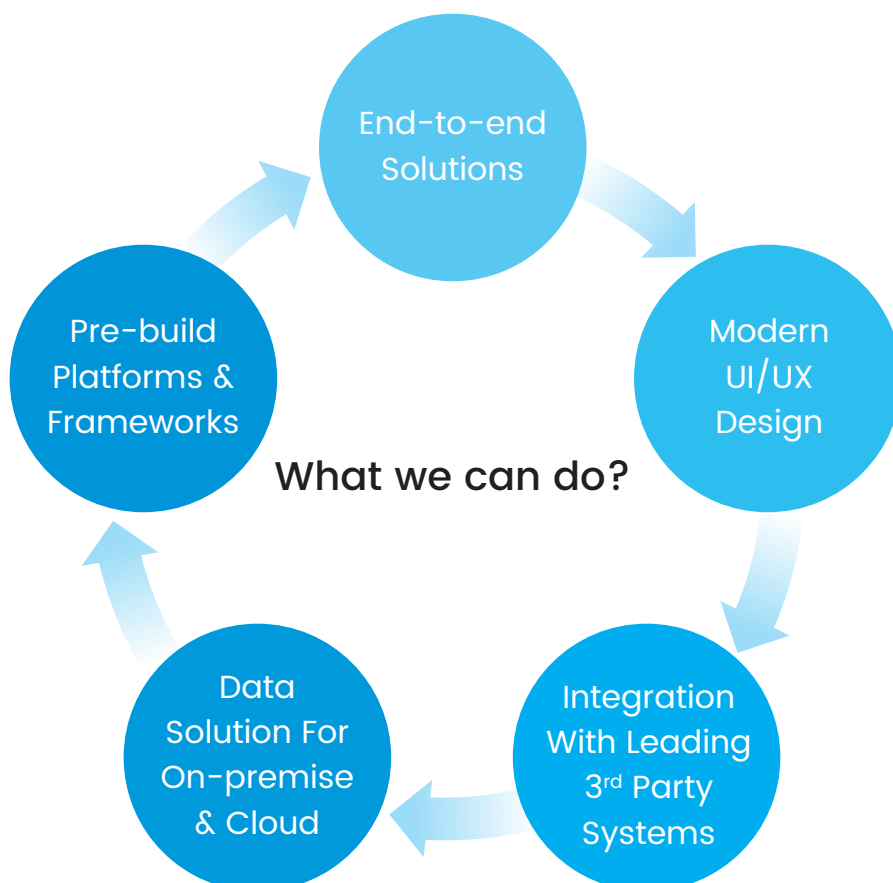 End-to-end
Solutions
Modern
UI/UX
Design
Integration
With Leading
3rd Party
Systems
Data
Solution For
On-premise
& Cloud
Pre-build
Platforms &
Frameworks
What we can do?